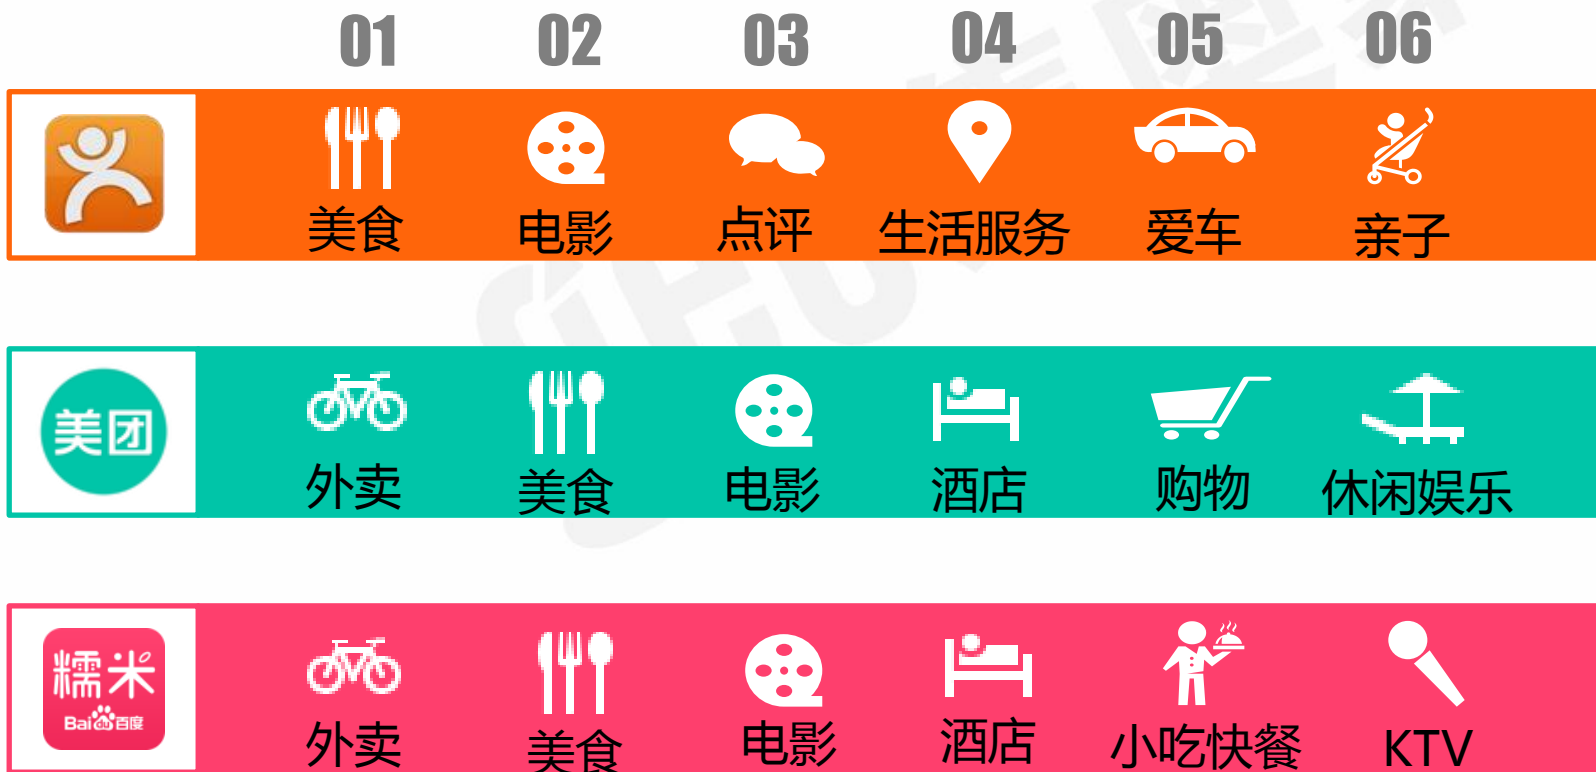 01 02 03 04 05 06
美食 电影 点评 生活服务 爱车 亲子
美团
外卖 美食 电影 酒店 购物 休闲娱乐
糯米
Bai du 百度
外卖 美食 电影 酒店 小吃快餐 KTV